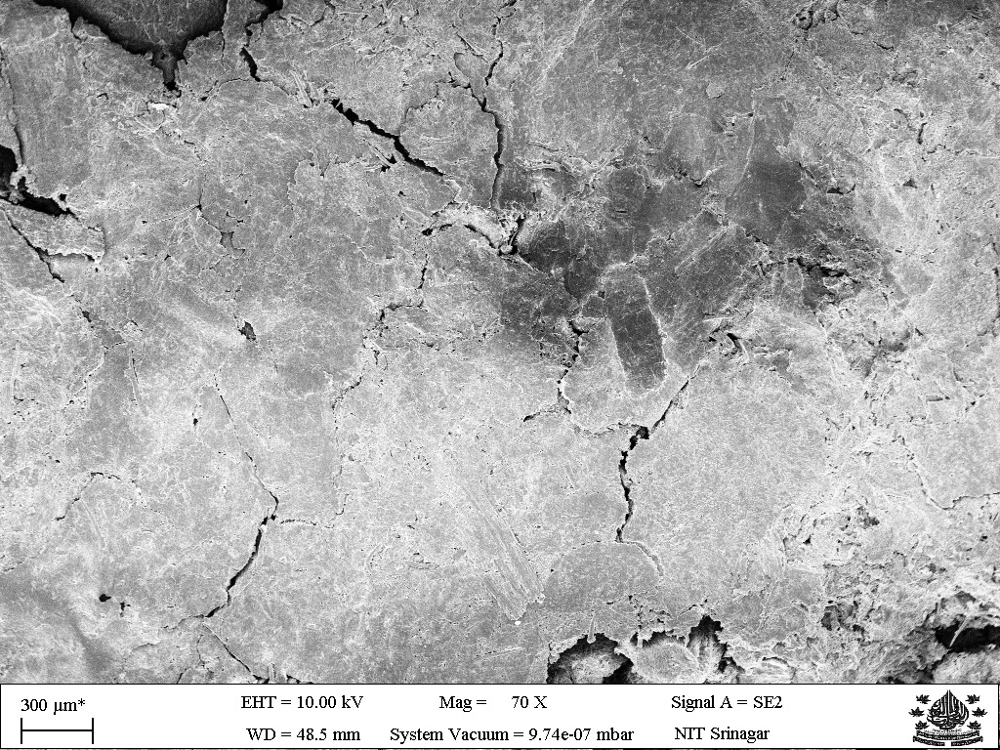 300 µm*
EHT = 10.00 kV Mag = 70 X Signal A = SE2
WD = 48.5 mm System Vacuum = 9.74e-07 mbar NIT Srinagar